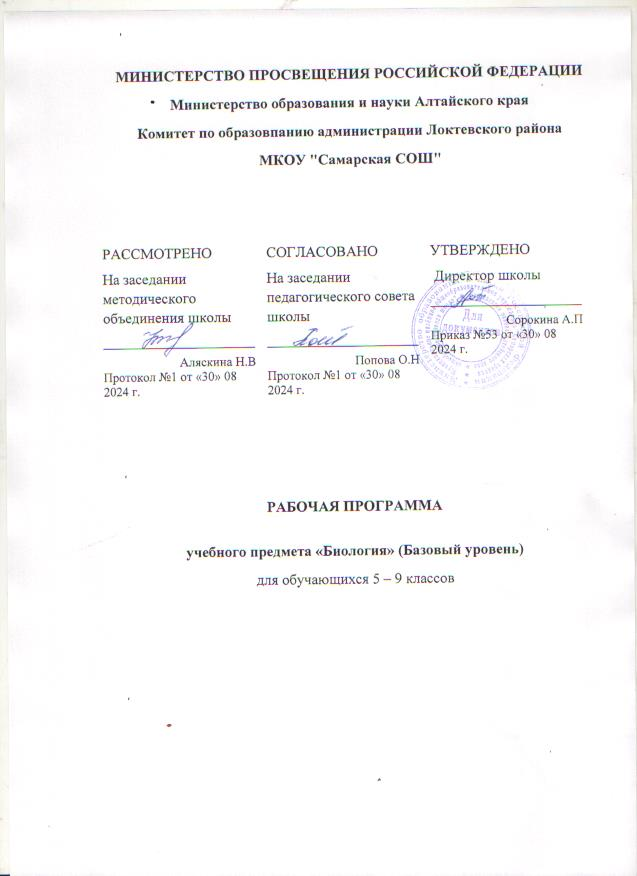 МИНИСТЕРСТВО ПРОСВЕЩЕНИЯ РОССИЙСКОЙ ФЕДЕРАЦИИ
Министерство образования и науки Алтайского края
Комитет по образовпанию администрации Локтевского района
МКОУ "Самарская СОШ"
РАССМОТРЕНО
На заседании
методического
объединения школы
Аляскина Н.В
Протокол №1 от «30» 08
2024 г.
СОГЛАСОВАНО
На заседании
педагогического совета
школы
Попова О.Н
Протокол №1 от «30» 08
2024 г.
УТВЕРЖДЕНО
Директор школы
Сорокина А.П
Приказ №53 от «30» 08
2024 г.
Для
документов
РАБОЧАЯ ПРОГРАММА
учебного предмета «Биология» (Базовый уровень)
для обучающихся 5 – 9 классов